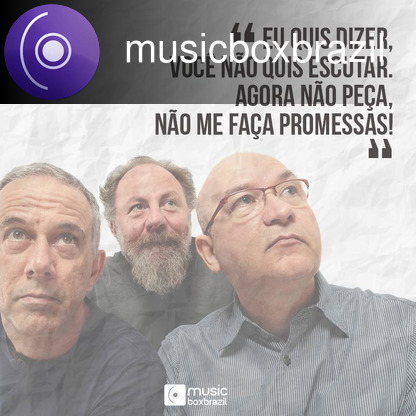 musicboxbrazil
❝ EU QUIS DIZER,
VOCÊ NÃO QUIS ESCUTAR.
AGORA NÃO PEÇA,
NÃO ME FAÇA PROMESSAS!
❞
music
boxbrazil